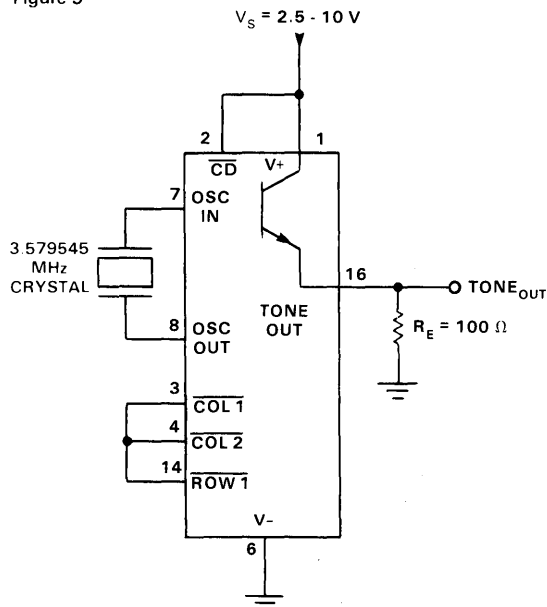 Figure 5
V_S = 2.5 - 10 V
2
1
CD
V+
7
OSC
IN
3.579545
MHz
CRYSTAL
16
TONE_OUT
TONE
OUT
R_E = 100 Ω
8
OSC
OUT
3
COL 1
4
COL 2
14
ROW 1
V-
6